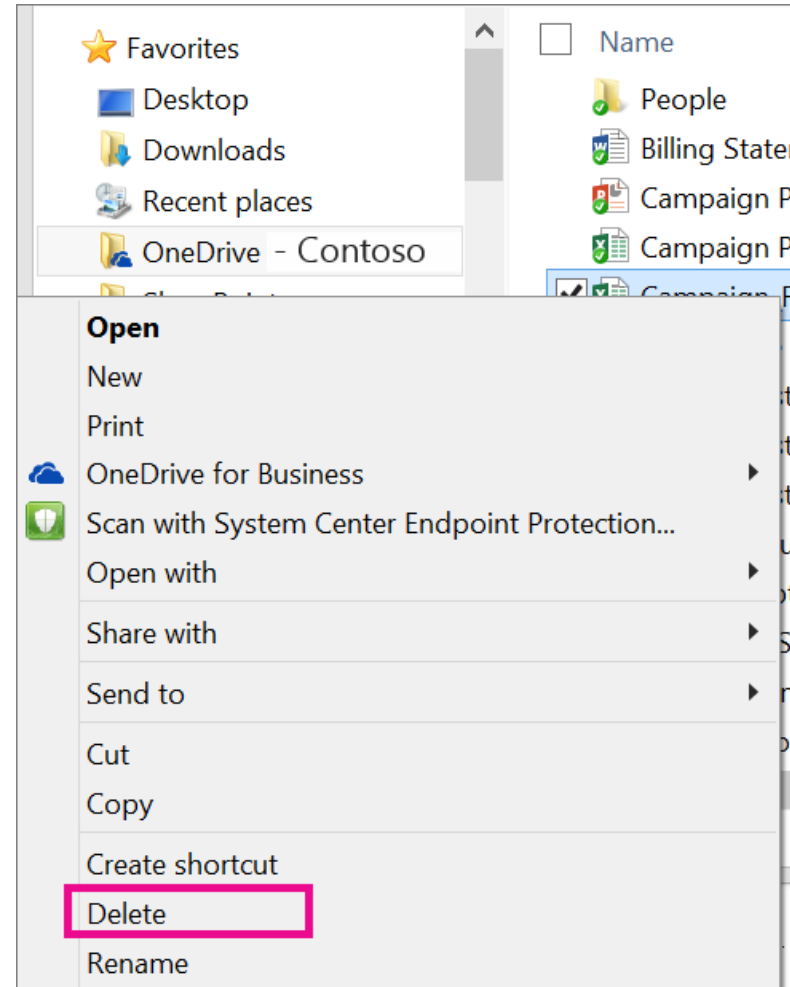 Favorites
Desktop
Downloads
Recent places
OneDrive - Contoso
Name
People
Billing
Campaign
Campaign
Campaign
Open
New
Print
OneDrive for Business
Scan with System Center Endpoint Protection...
Open with
Share with
Send to
Cut
Copy
Create shortcut
Delete
Rename